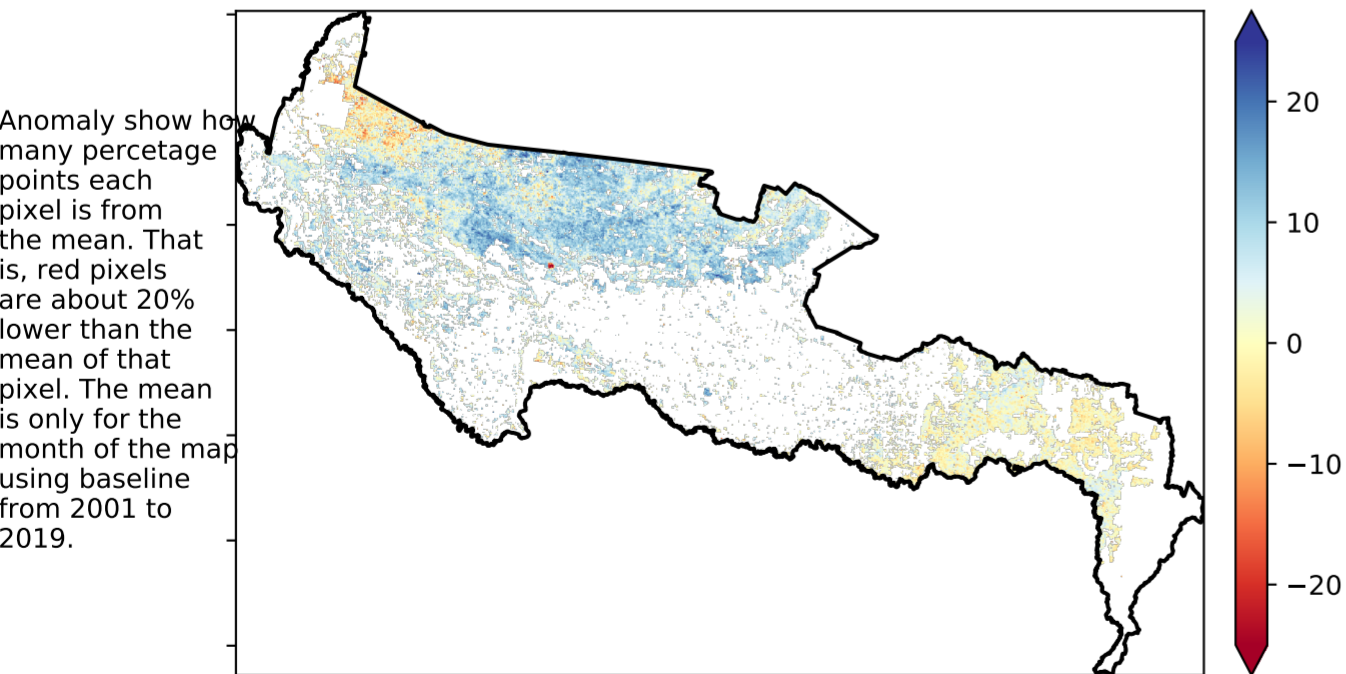 Anomaly show how
many percetage
points each
pixel is from
the mean. That
is, red pixels
are about 20%
lower than the
mean of that
pixel. The mean
is only for the
month of the map
using baseline
from 2001 to
2019.
20
10
0
−10
−20